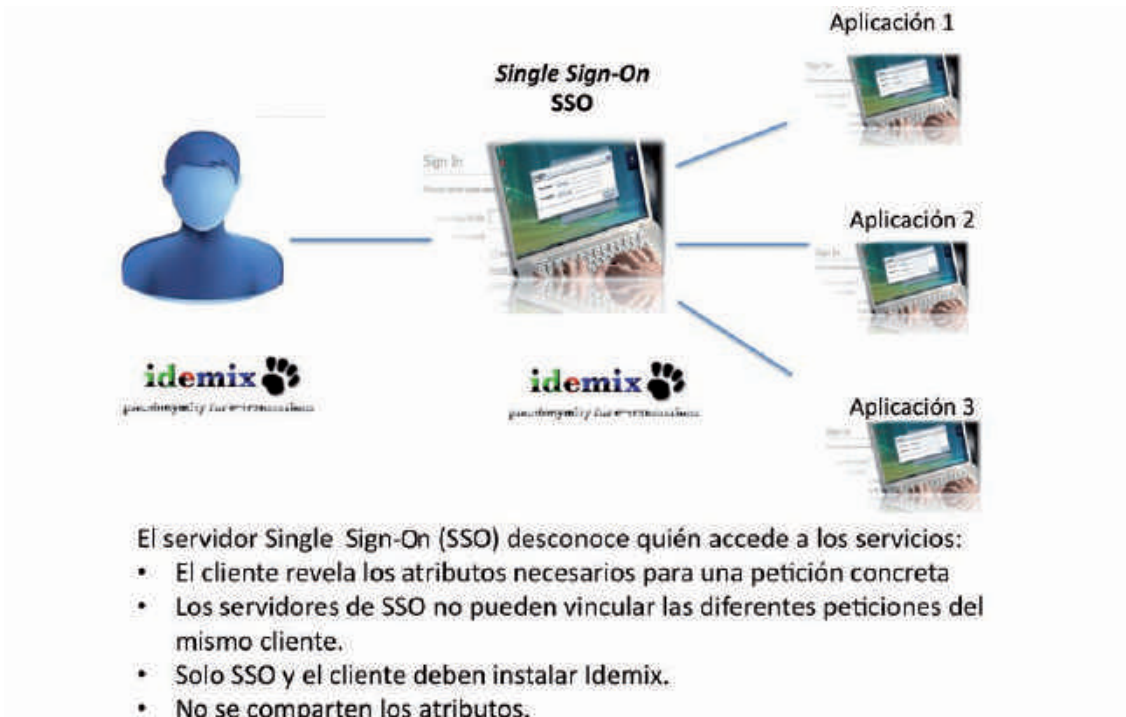 Aplicación 1
Single Sign-On
SSO
Sign In
Aplicación 2
idemix
idemix
Aplicación 3
El servidor Single Sign-On (SSO) desconoce quién accede a los servicios:
• El cliente revela los atributos necesarios para una petición concreta
• Los servidores de SSO no pueden vincular las diferentes peticiones del
mismo cliente.
• Solo SSO y el cliente deben instalar Idemix.
• No se comparten los atributos.